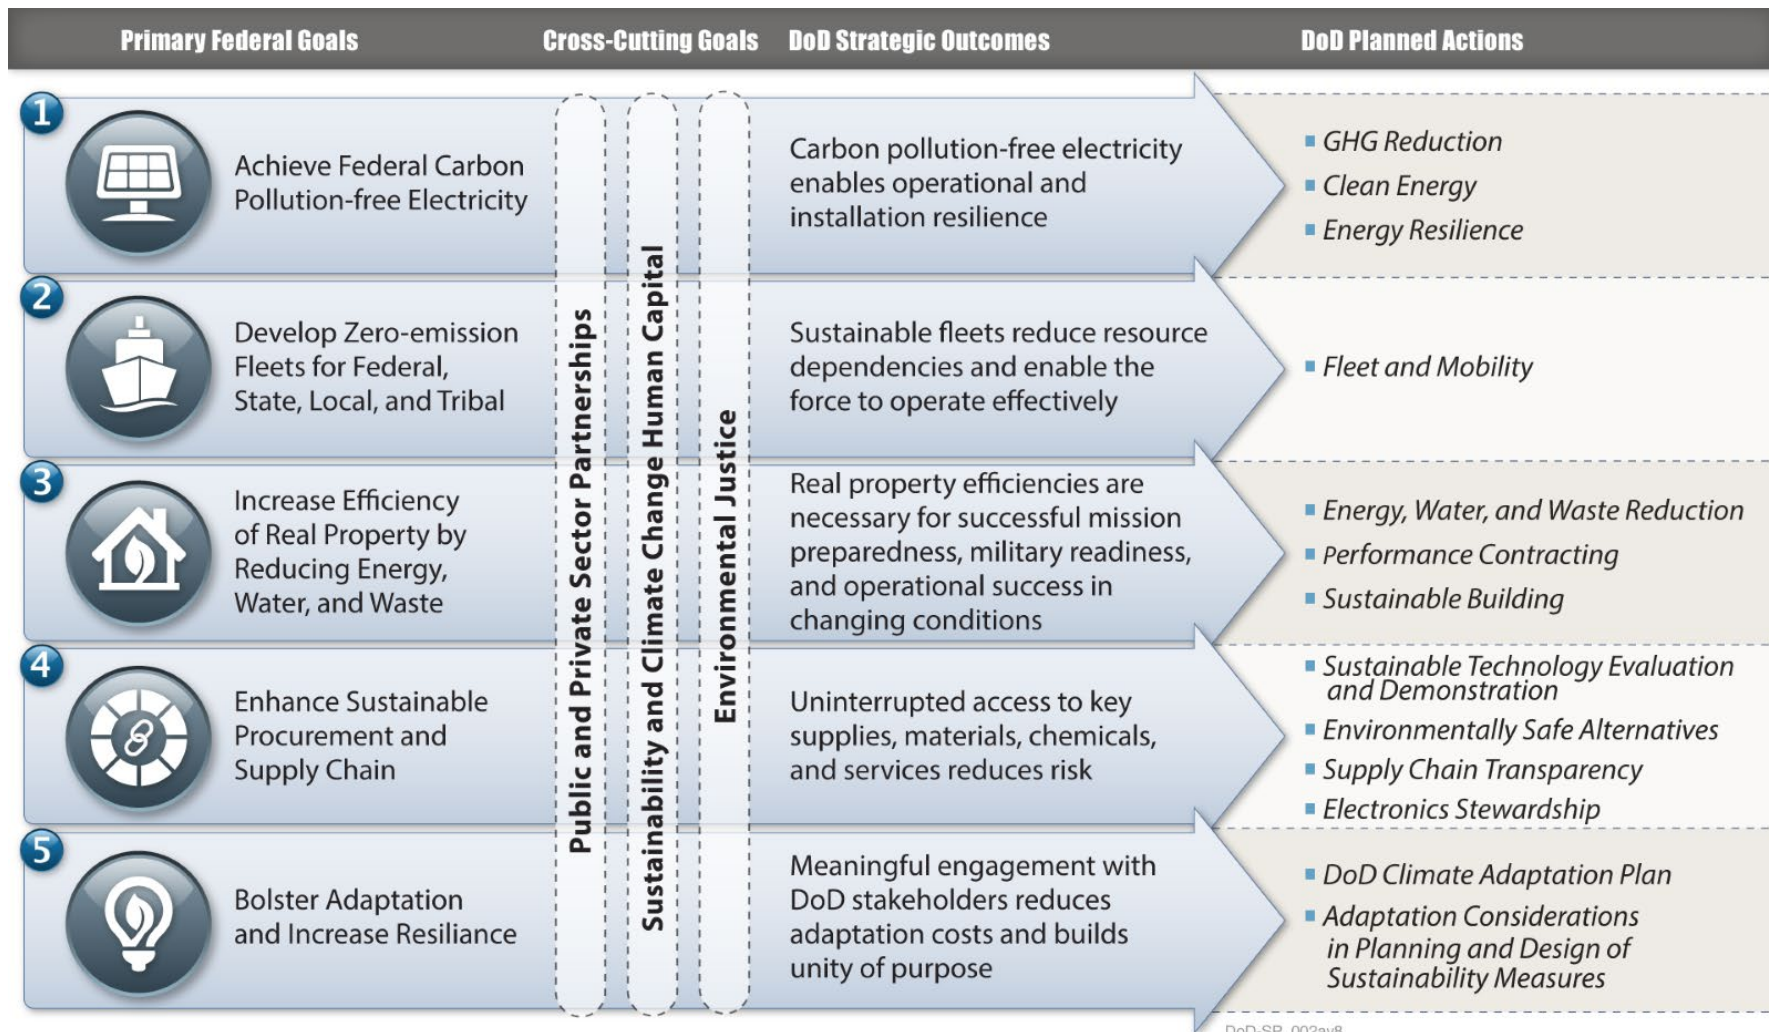 Primary Federal Goals
Cross-Cutting Goals
DoD Strategic Outcomes
DoD Planned Actions
1
Achieve Federal Carbon
Pollution-free Electricity
Carbon pollution-free electricity
enables operational and
installation resilience
GHG Reduction
Clean Energy
Energy Resilience
2
Develop Zero-emission
Fleets for Federal,
State, Local, and Tribal
Sustainable fleets reduce resource
dependencies and enable the
force to operate effectively
Fleet and Mobility
3
Increase Efficiency
of Real Property by
Reducing Energy,
Water, and Waste
Real property efficiencies are
necessary for successful mission
preparedness, military readiness,
and operational success in
changing conditions
Energy, Water, and Waste Reduction
Performance Contracting
Sustainable Building
4
Enhance Sustainable
Procurement and
Supply Chain
Uninterrupted access to key
supplies, materials, chemicals,
and services reduces risk
Sustainable Technology Evaluation
and Demonstration
Environmentally Safe Alternatives
Supply Chain Transparency
Electronics Stewardship
5
Bolster Adaptation
and Increase Resiliance
Meaningful engagement with
DoD stakeholders reduces
adaptation costs and builds
unity of purpose
DoD Climate Adaptation Plan
Adaptation Considerations
in Planning and Design of
Sustainability Measures
Public and Private Sector Partnerships
Sustainability and Climate Change Human Capital
Environmental Justice